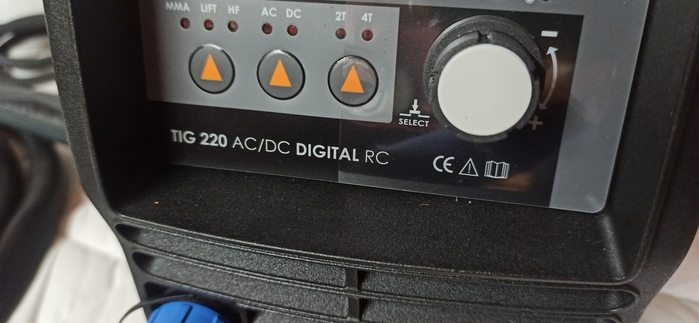 MMA LIFT HF AC DC 2T 4T
SELECT
TIG 220 AC/DC DIGITAL RC
CE